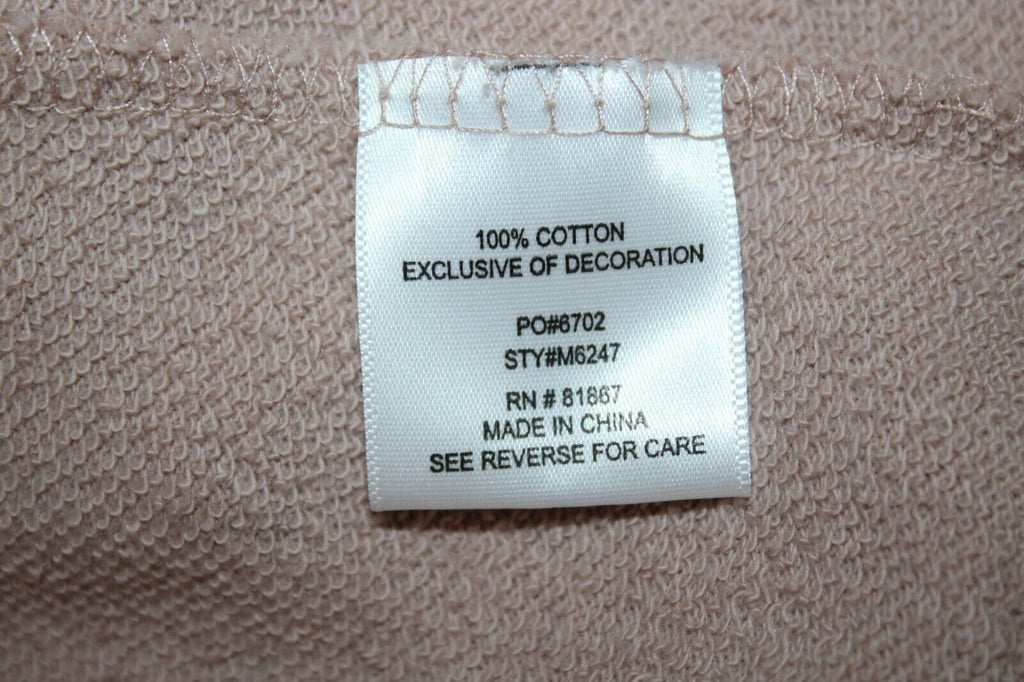 100% COTTON
EXCLUSIVE OF DECORATION
PO#6702
STY#M6247
RN # 81867
MADE IN CHINA
SEE REVERSE FOR CARE